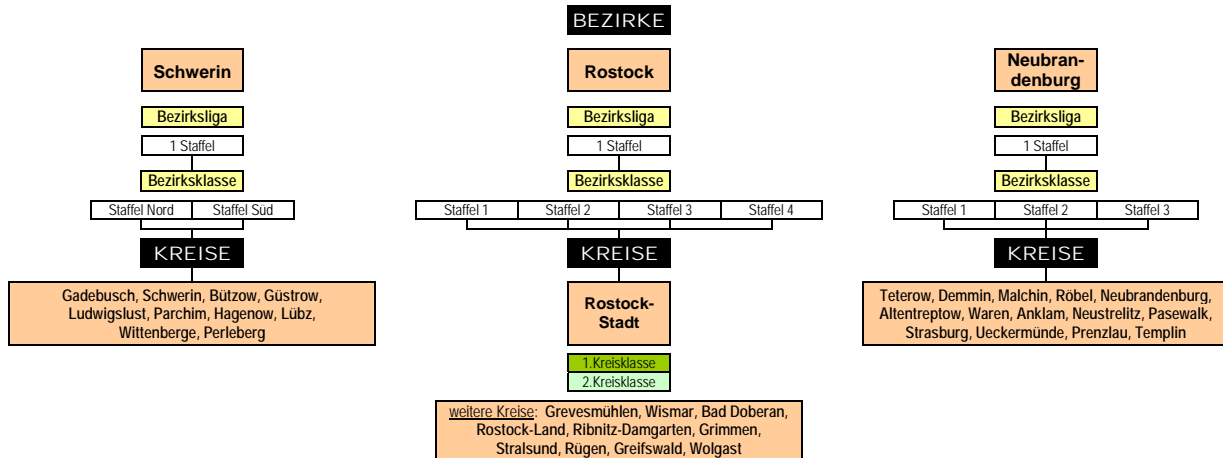 BEZIRKE
Schwerin
Bezirksliga
1 Staffel
Bezirksklasse
Staffel Nord
Staffel Süd
KREISE
Gadebusch, Schwerin, Bützow, Güstrow,
Ludwigslust, Parchim, Hagenow, Lübz,
Wittenberge, Perleberg
Rostock
Bezirksliga
1 Staffel
Bezirksklasse
Staffel 1
Staffel 2
Staffel 3
Staffel 4
KREISE
Rostock-
Stadt
1.Kreisklasse
2.Kreisklasse
weitere Kreise: Grevesmühlen, Wismar, Bad Doberan,
Rostock-Land, Ribnitz-Damgarten, Grimmen,
Stralsund, Rügen, Greifswald, Wolgast
Neubran-
denburg
Bezirksliga
1 Staffel
Bezirksklasse
Staffel 1
Staffel 2
Staffel 3
KREISE
Teterow, Demmin, Malchin, Röbel, Neubrandenburg,
Altentreptow, Waren, Anklam, Neustrelitz, Pasewalk,
Strasburg, Ueckermünde, Prenzlau, Templin